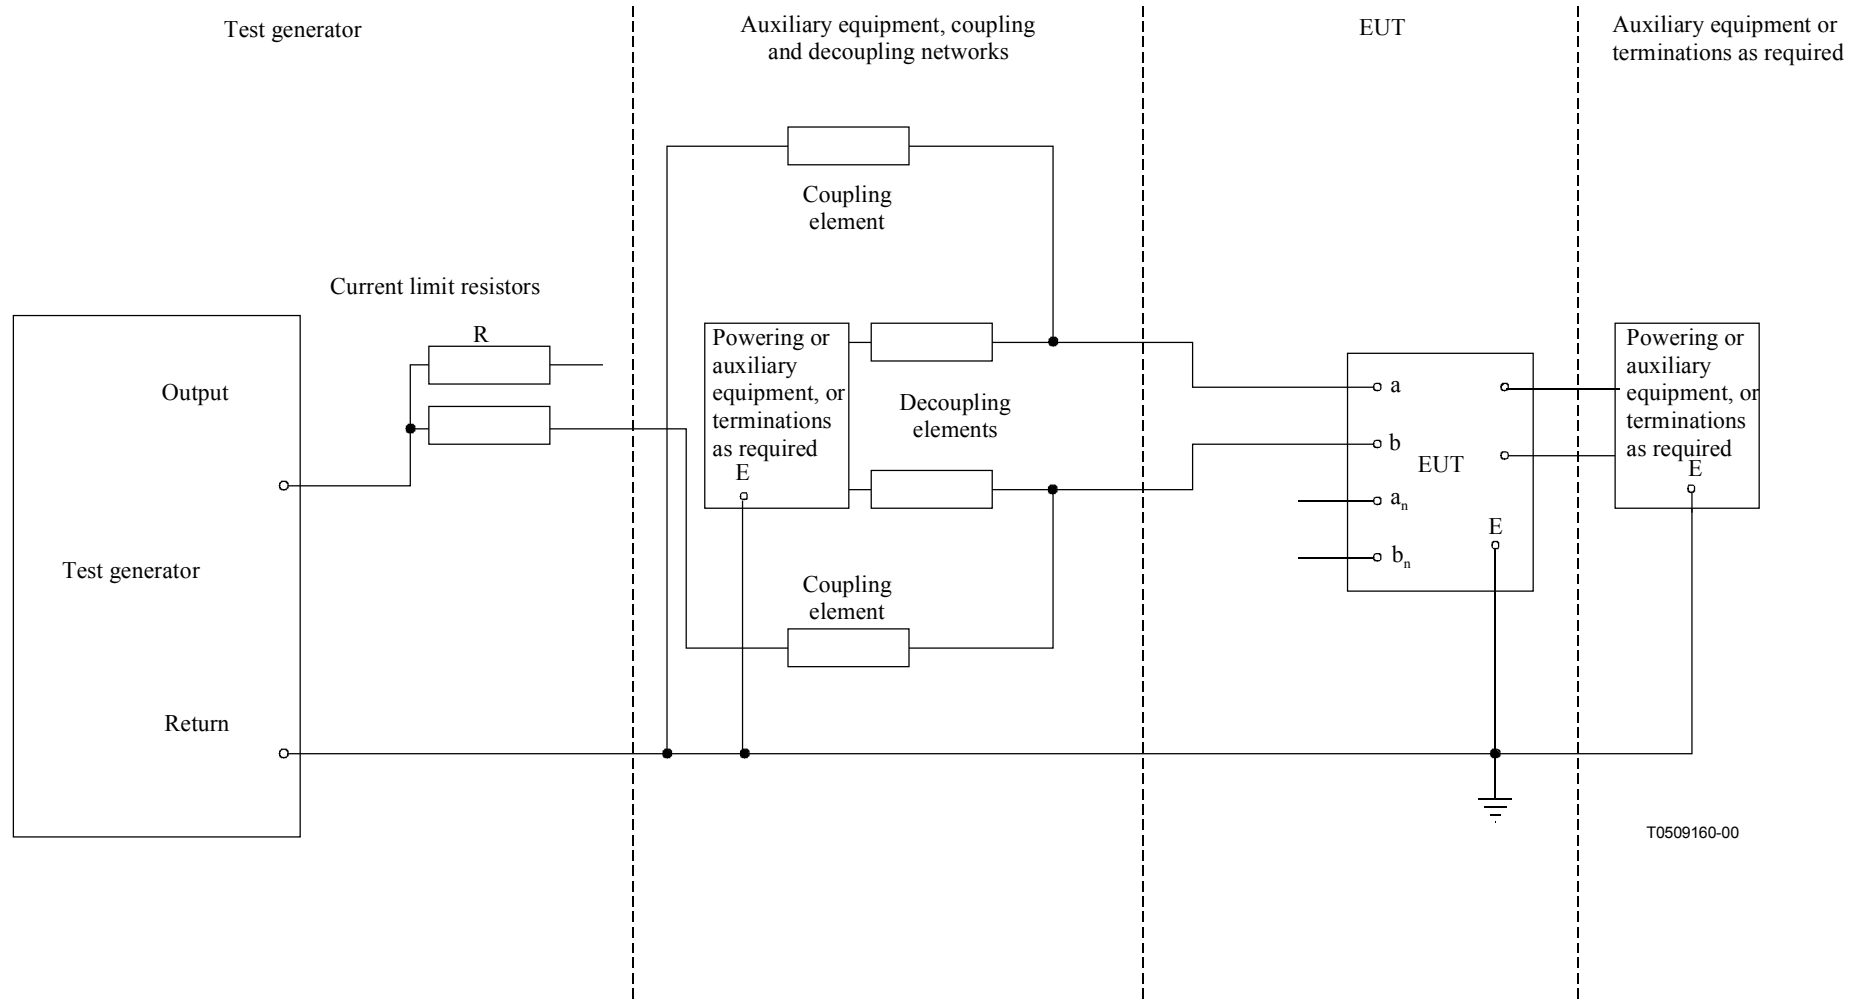 Test generator
Auxiliary equipment, coupling
and decoupling networks
EUT
Auxiliary equipment or
terminations as required
Coupling
element
Current limit resistors
R
Output
Test generator
Return
Powering or
auxiliary
equipment, or
terminations
as required
E
Decoupling
elements
Coupling
element
a
b
EUT
aₙ
bₙ
E
Powering or
auxiliary
equipment, or
terminations
as required
E
T0509160-00